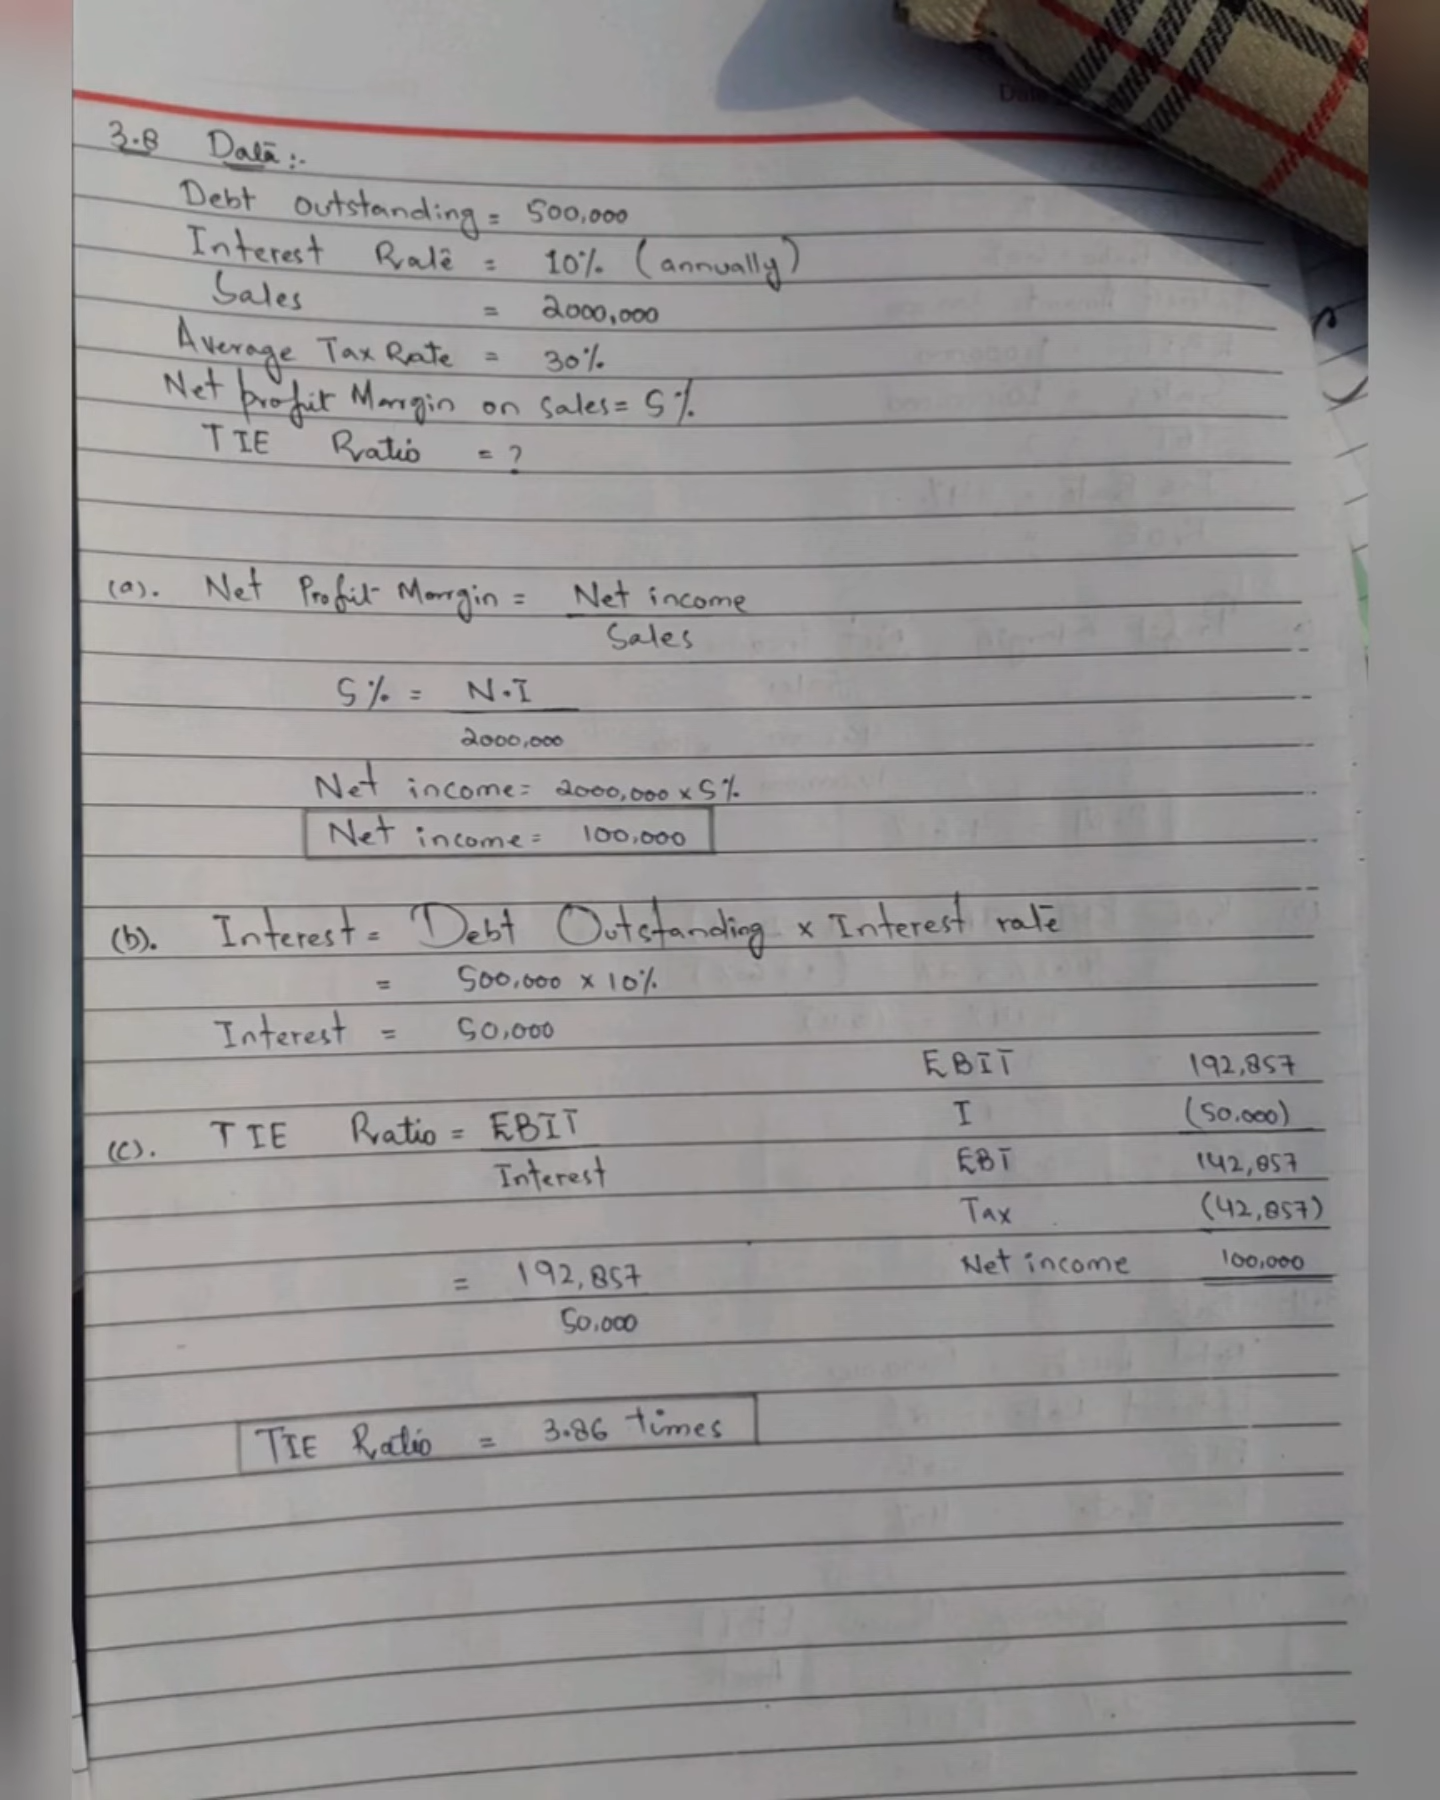 3.8 Data:-
Debt outstanding = 500,000
Interest Rate = 10% (annually)
Sales = 2000,000
Average Tax Rate = 30%
Net profit Margin on sales = 5%
TIE Ratio = ?
(a). Net Profit Margin = Net income
Sales
5% = N.I
2000,000
Net income = 2000,000 x 5%
Net income = 100,000
(b). Interest = Debt Outstanding x Interest rate
= 500,000 x 10%
Interest = 50,000
EBIT 192,857
I (50,000)
(c). TIE Ratio = EBIT
Interest
EBT 142,857
Tax (42,857)
Net income 100,000
= 192,857
50,000
TIE Ratio = 3.86 times